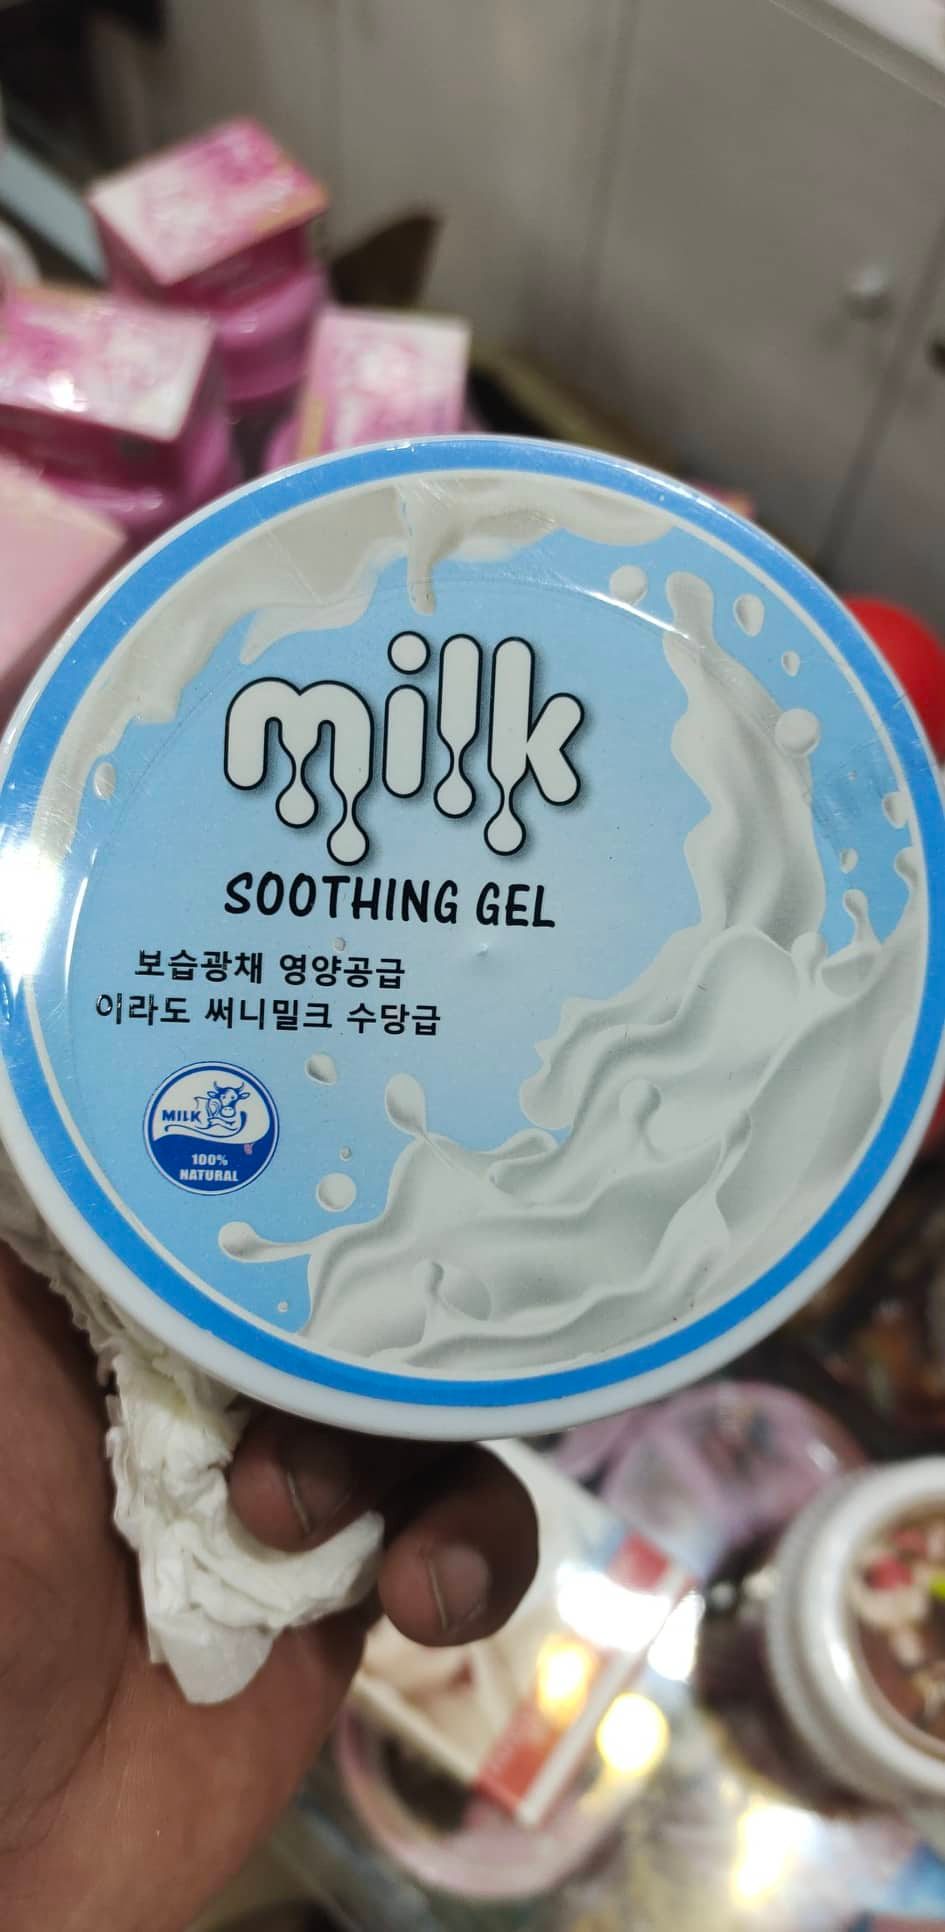 milk
SOOTHING GEL
보습광채 영양공급
이라도 써니밀크 수당급
MILK
100%
NATURAL